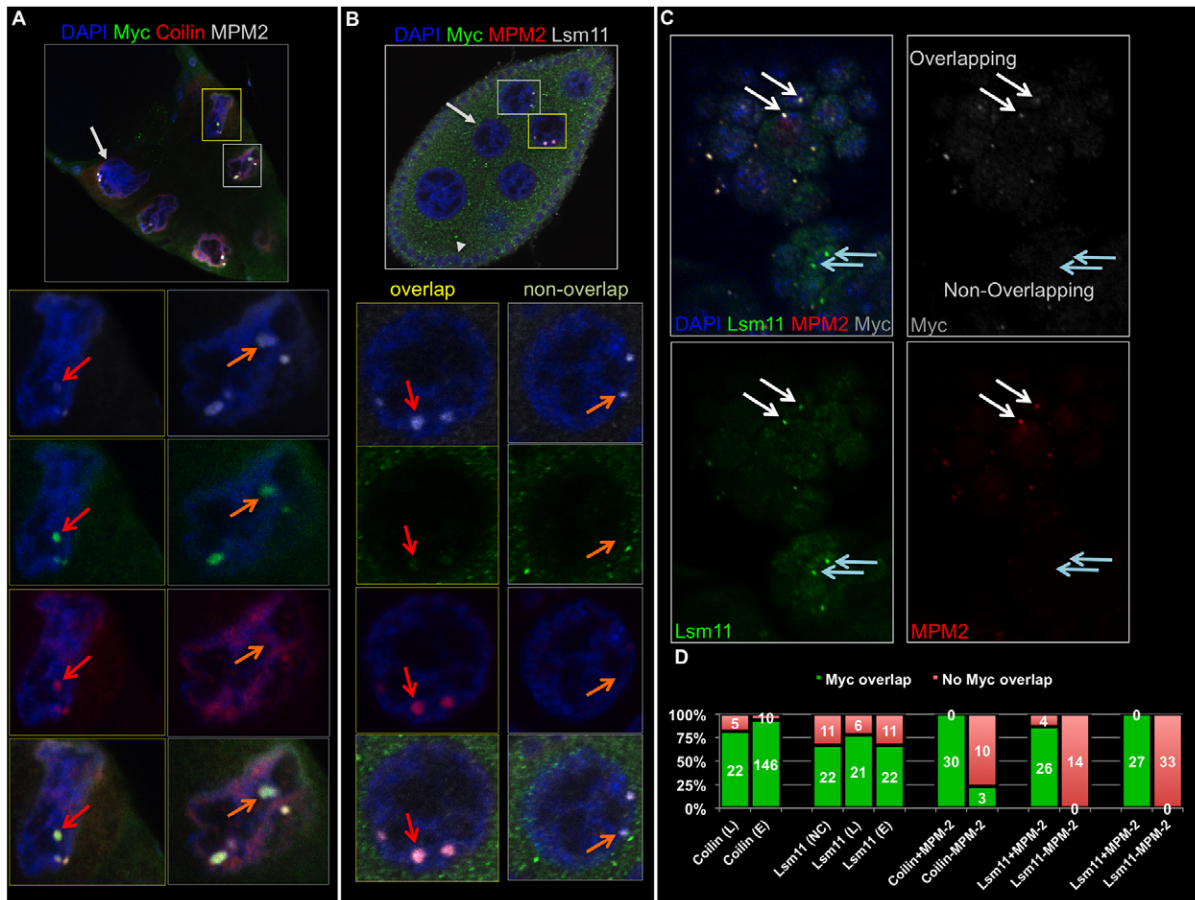 A
DAPI Myc Coilin MPM2
B
DAPI Myc MPM2 Lsm11
overlap
non-overlap
C
Overlapping
Non-Overlapping
DAPI Lsm11 MPM2 Myc
Myc
Lsm11
MPM2
D
Myc overlap
No Myc overlap
100%
75%
50%
25%
0%
5
10
11
6
11
0
10
4
14
0
33
22
146
22
21
22
30
3
26
0
27
0
Coilin (L)
Coilin (E)
Lsm11 (NC)
Lsm11 (L)
Lsm11 (E)
Coilin+MPM-2
Coilin-MPM-2
Lsm11+MPM-2
Lsm11-MPM-2
Lsm11+MPM-2
Lsm11-MPM-2